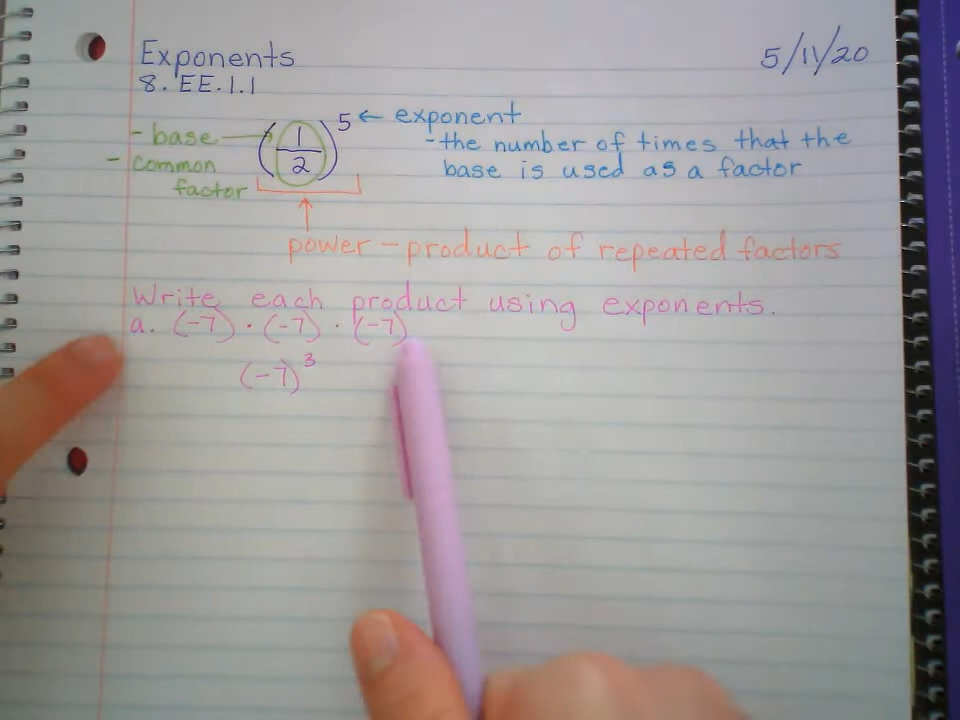 Exponents 5/11/20
8.EE.1.1
(1/2)^5 ← exponent
- base
- the number of times that the
- common
base is used as a factor
factor
power - product of repeated factors
Write each product using exponents.
a. (-7) · (-7) · (-7)
(-7)^3